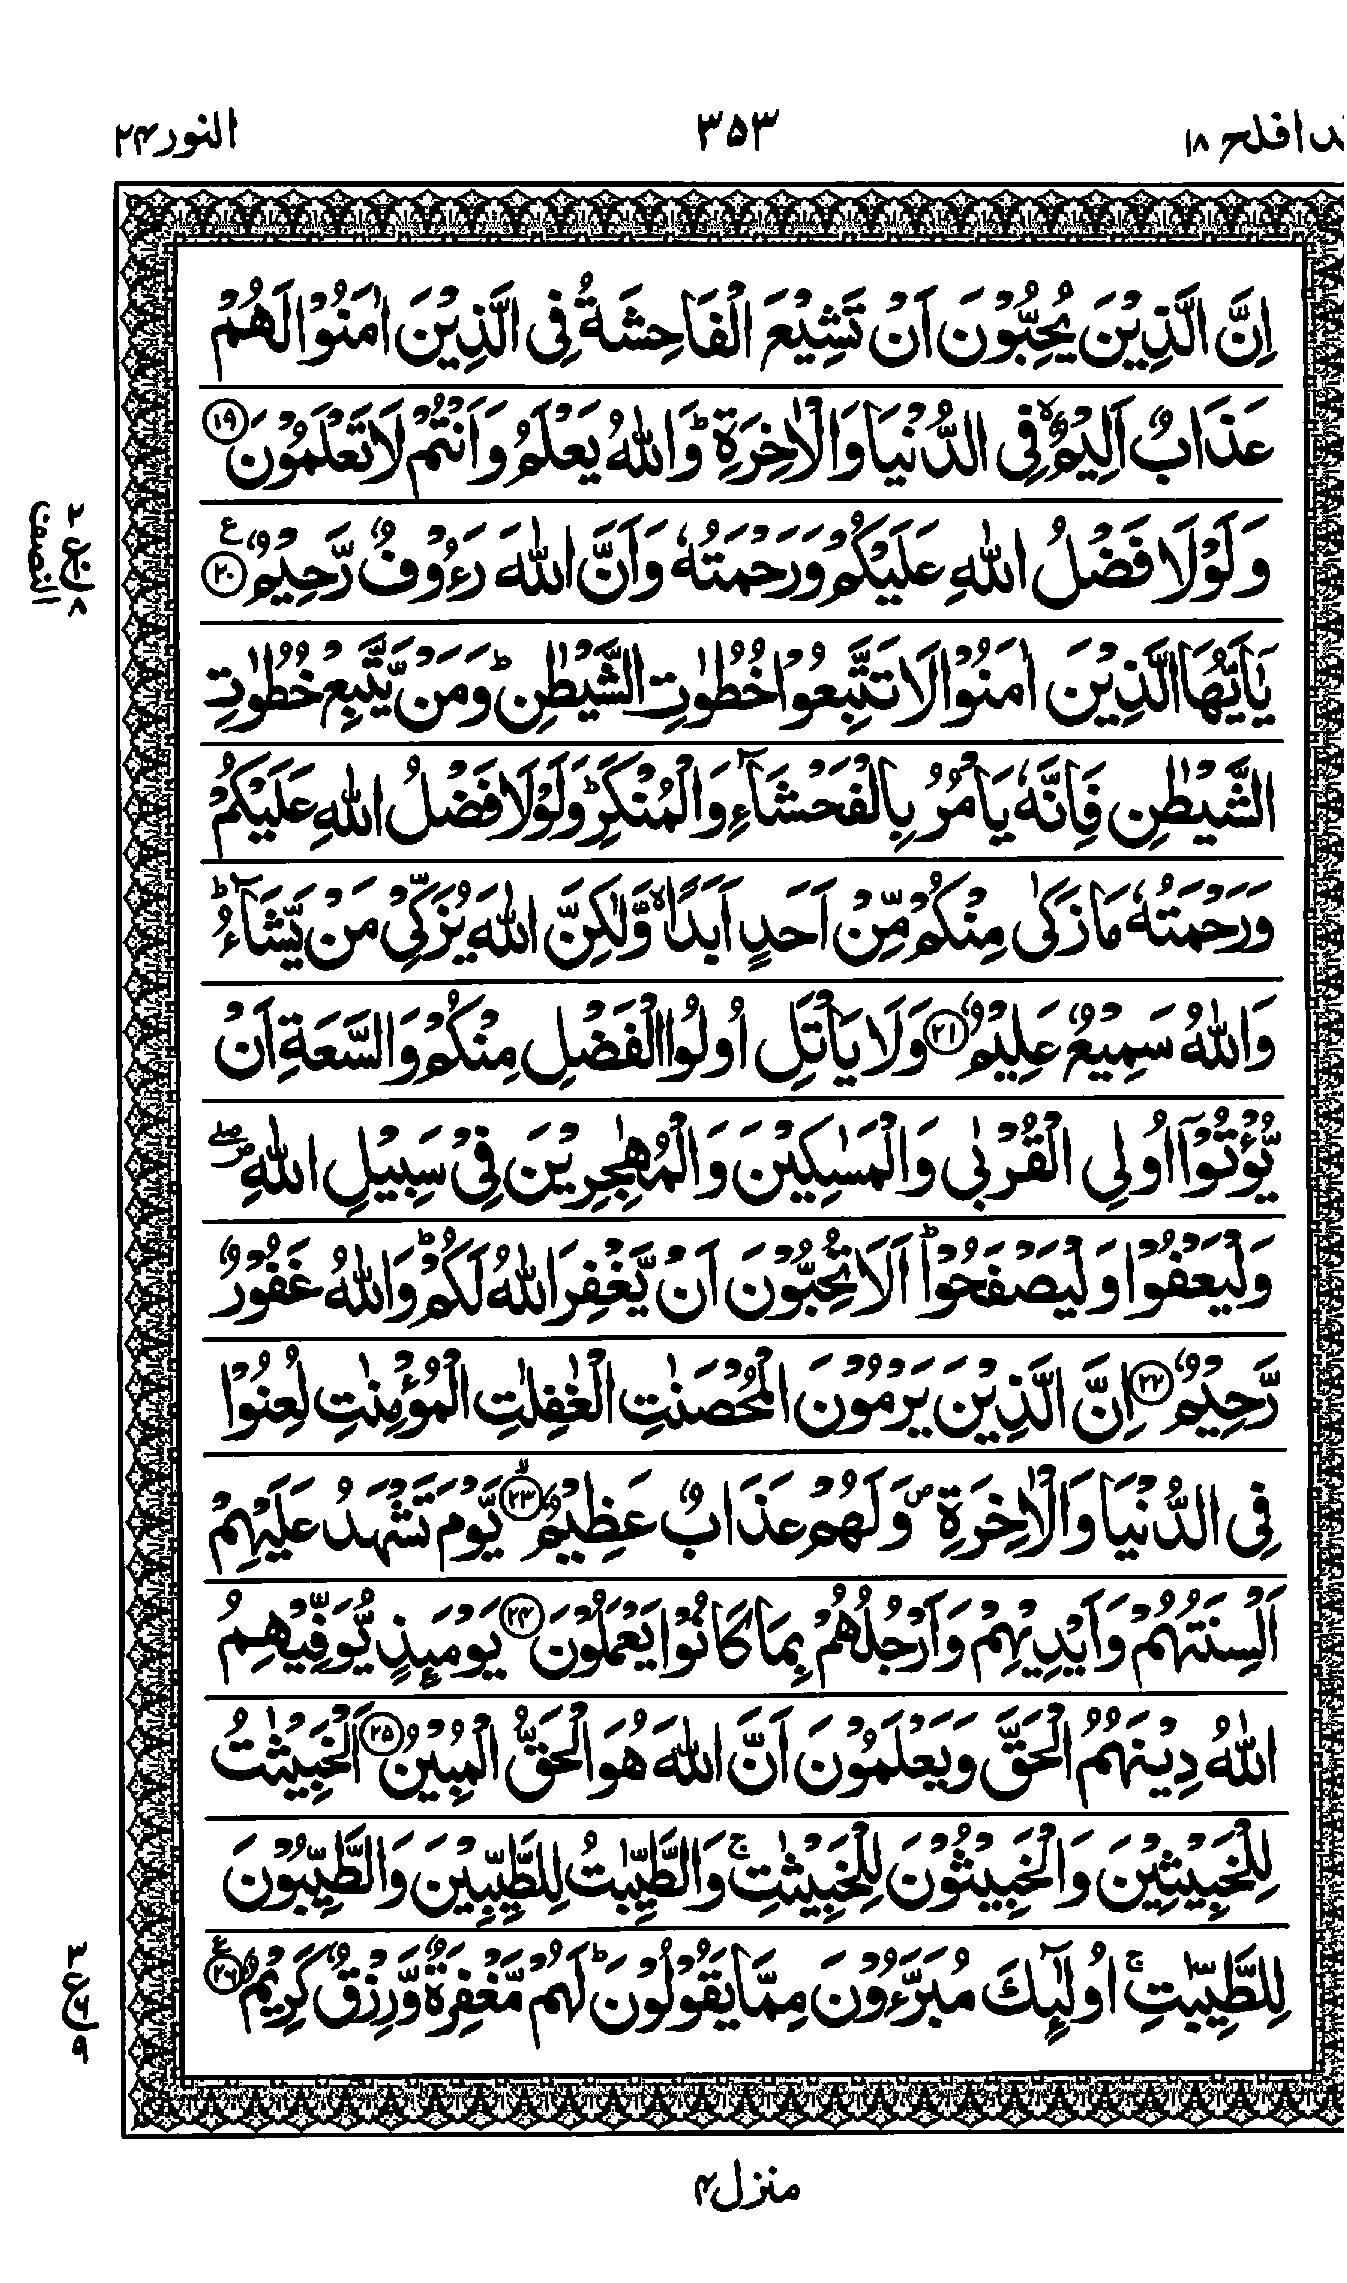 قد افلح ۱۸
۳۵۳
النور ۲۴
اِنَّ الَّذِيْنَ يُحِبُّوْنَ اَنْ تَشِيْعَ الْفَاحِشَةُ فِى الَّذِيْنَ اٰمَنُوْا لَهُمْ
عَذَابٌ اَلِيْمٌ ۙ فِى الدُّنْيَا وَالْاٰخِرَةِ ؕ وَاللّٰهُ يَعْلَمُ وَاَنْتُمْ لَا تَعْلَمُوْنَ ۱۹
وَلَوْلَا فَضْلُ اللّٰهِ عَلَيْكُمْ وَرَحْمَتُهٗ وَاَنَّ اللّٰهَ رَءُوْفٌ رَّحِيْمٌ ۲۰ ع
۲
ع
۸
النصف
يٰۤاَيُّهَا الَّذِيْنَ اٰمَنُوْا لَا تَتَّبِعُوْا خُطُوٰتِ الشَّيْطٰنِ ؕ وَمَنْ يَّتَّبِعْ خُطُوٰتِ
الشَّيْطٰنِ فَاِنَّهٗ يَاْمُرُ بِالْفَحْشَآءِ وَالْمُنْكَرِ ؕ وَلَوْلَا فَضْلُ اللّٰهِ عَلَيْكُمْ
وَرَحْمَتُهٗ مَا زَكٰى مِنْكُمْ مِّنْ اَحَدٍ اَبَدًا ۙ وَّلٰكِنَّ اللّٰهَ يُزَكِّىْ مَنْ يَّشَآءُ ؕ
وَاللّٰهُ سَمِيْعٌ عَلِيْمٌ ۲۱ وَلَا يَاْتَلِ اُولُوا الْفَضْلِ مِنْكُمْ وَالسَّعَةِ اَنْ
يُّؤْتُوْۤا اُولِى الْقُرْبٰى وَالْمَسٰكِيْنَ وَالْمُهٰجِرِيْنَ فِىْ سَبِيْلِ اللّٰهِ ۖ
وَلْيَعْفُوْا وَلْيَصْفَحُوْا ؕ اَلَا تُحِبُّوْنَ اَنْ يَّغْفِرَ اللّٰهُ لَكُمْ ؕ وَاللّٰهُ غَفُوْرٌ
رَّحِيْمٌ ۲۲ اِنَّ الَّذِيْنَ يَرْمُوْنَ الْمُحْصَنٰتِ الْغٰفِلٰتِ الْمُؤْمِنٰتِ لُعِنُوْا
فِى الدُّنْيَا وَالْاٰخِرَةِ ۪ وَلَهُمْ عَذَابٌ عَظِيْمٌ ۲۳ ۙ يَّوْمَ تَشْهَدُ عَلَيْهِمْ
اَلْسِنَتُهُمْ وَاَيْدِيْهِمْ وَاَرْجُلُهُمْ بِمَا كَانُوْا يَعْمَلُوْنَ ۲۴ يَوْمَئِذٍ يُّوَفِّيْهِمُ
اللّٰهُ دِيْنَهُمُ الْحَقَّ وَيَعْلَمُوْنَ اَنَّ اللّٰهَ هُوَ الْحَقُّ الْمُبِيْنُ ۲۵ اَلْخَبِيْثٰتُ
لِلْخَبِيْثِيْنَ وَالْخَبِيْثُوْنَ لِلْخَبِيْثٰتِ ۚ وَالطَّيِّبٰتُ لِلطَّيِّبِيْنَ وَالطَّيِّبُوْنَ
لِلطَّيِّبٰتِ ۚ اُولٰٓئِكَ مُبَرَّءُوْنَ مِمَّا يَقُوْلُوْنَ ؕ لَهُمْ مَّغْفِرَةٌ وَّرِزْقٌ كَرِيْمٌ ۲۶ ع
۳
ع
۶
۹
منزل ۴